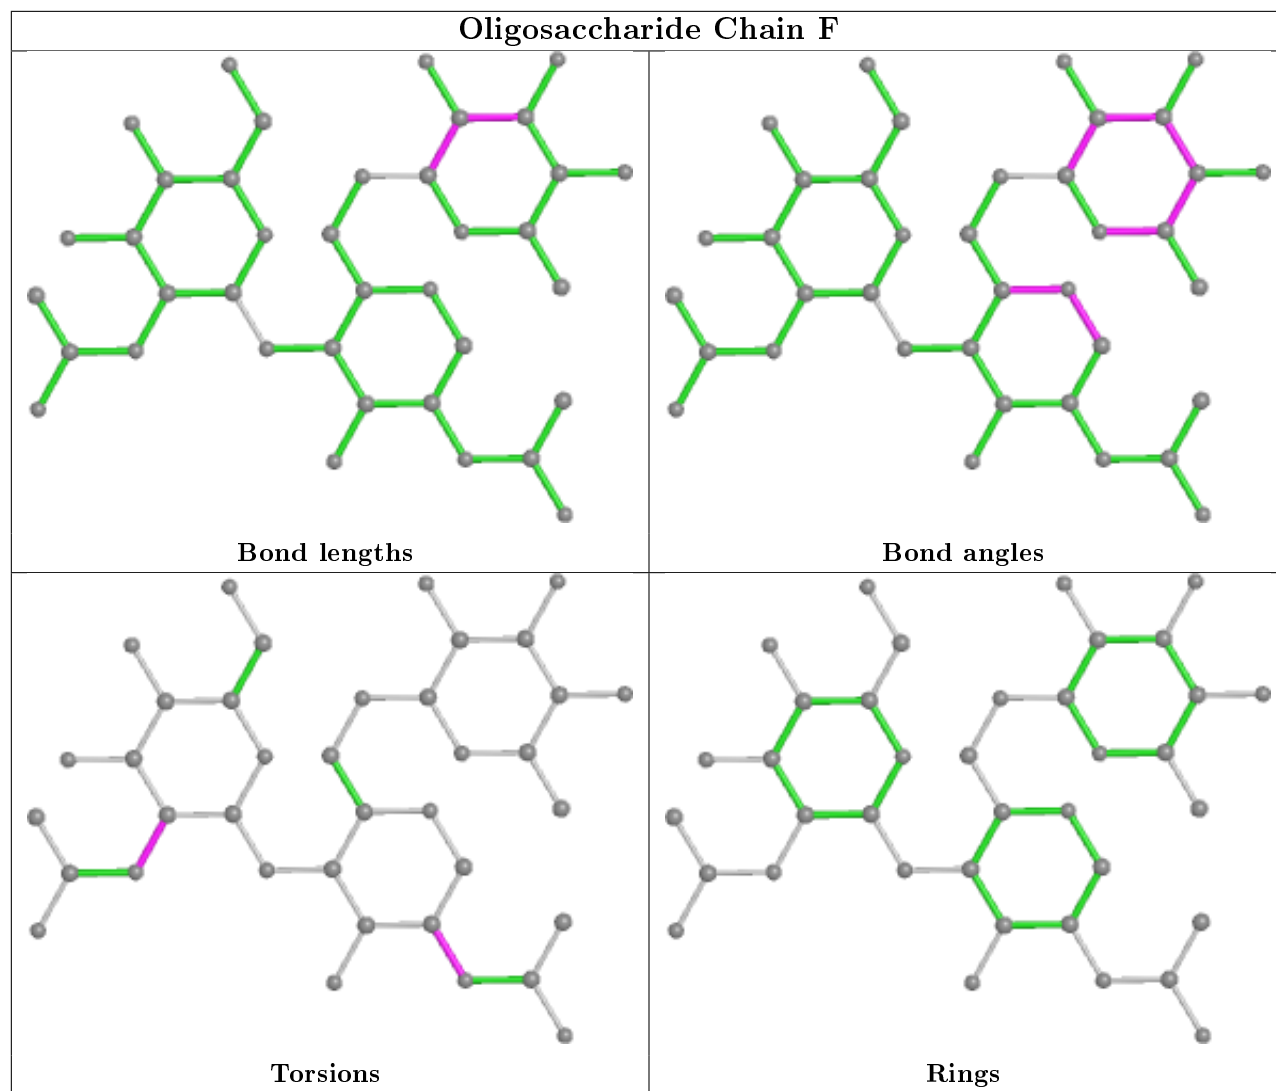 Oligosaccharide Chain F
Bond lengths
Bond angles
Torsions
Rings